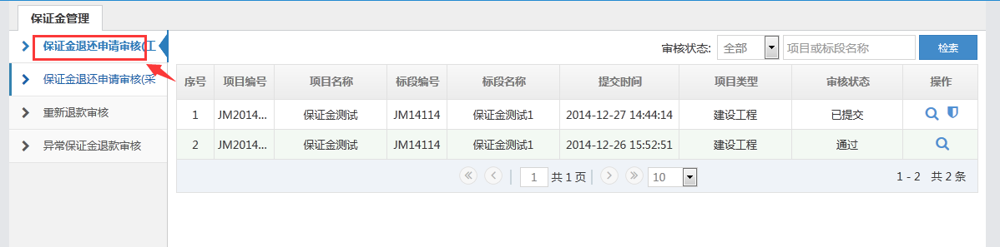 保证金管理
保证金退还申请审核(工
保证金退还申请审核(采
重新退款审核
异常保证金退款审核
审核状态: 全部 项目或标段名称 检索
序号 项目编号 项目名称 标段编号 标段名称 提交时间 项目类型 审核状态 操作
1 JM2014... 保证金测试 JM14114 保证金测试1 2014-12-27 14:44:14 建设工程 已提交
2 JM2014... 保证金测试 JM14114 保证金测试1 2014-12-26 15:52:51 建设工程 通过
1 共 1 页 10 1 - 2 共 2 条